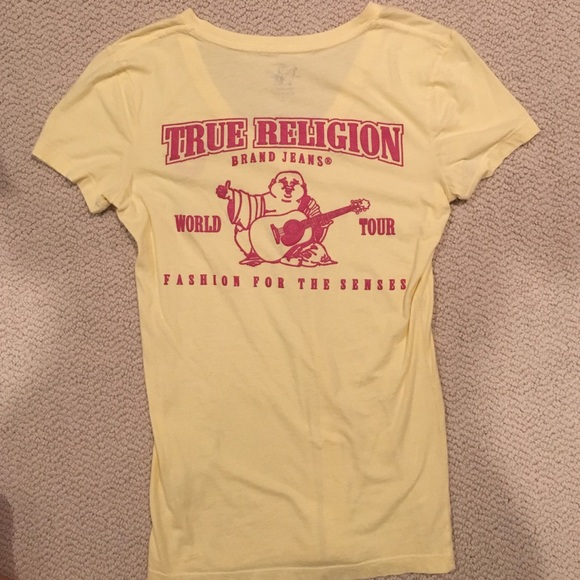 TRUE RELIGION
BRAND JEANS®
WORLD TOUR
FASHION FOR THE SENSES